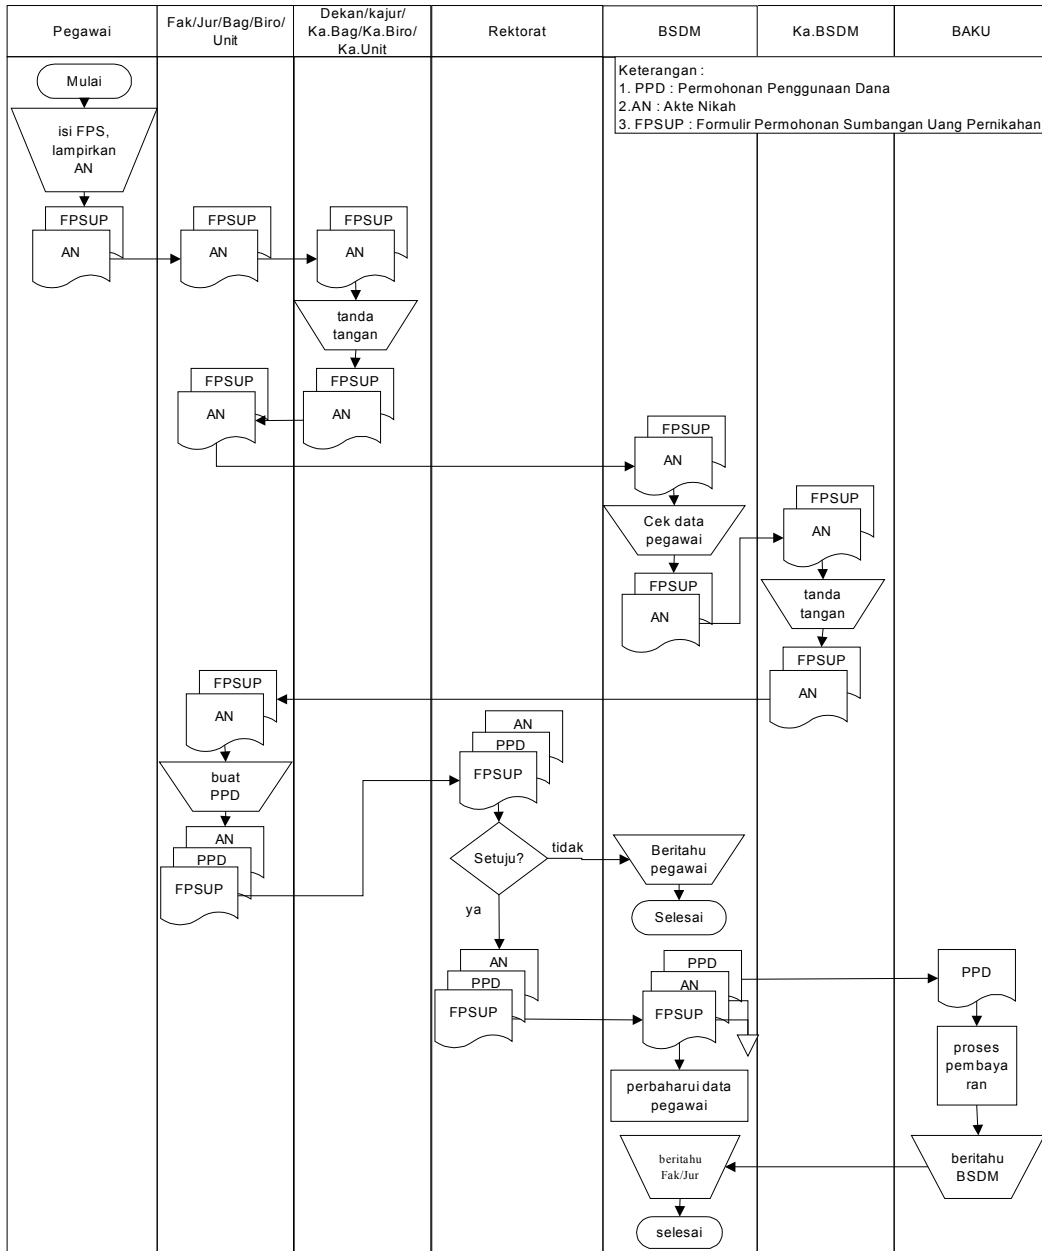 Pegawai
Fak/Jur/Bag/Biro/
Unit
Dekan/kajur/
Ka.Bag/Ka.Biro/
Ka.Unit
Rektorat
BSDM
Ka.BSDM
BAKU
Keterangan :
1. PPD : Permohonan Penggunaan Dana
2.AN : Akte Nikah
3. FPSUP : Formulir Permohonan Sumbangan Uang Pernikahan
Mulai
isi FPS,
lampirkan
AN
FPSUP
AN
FPSUP
AN
FPSUP
AN
tanda
tangan
FPSUP
AN
FPSUP
AN
FPSUP
AN
Cek data
pegawai
FPSUP
AN
FPSUP
AN
tanda
tangan
FPSUP
AN
FPSUP
AN
buat
PPD
AN
PPD
FPSUP
AN
PPD
FPSUP
Setuju?
tidak
ya
Beritahu
pegawai
Selesai
AN
PPD
FPSUP
PPD
AN
FPSUP
PPD
perbaharui data
pegawai
proses
pembaya
ran
beritahu
BSDM
beritahu
Fak/Jur
selesai